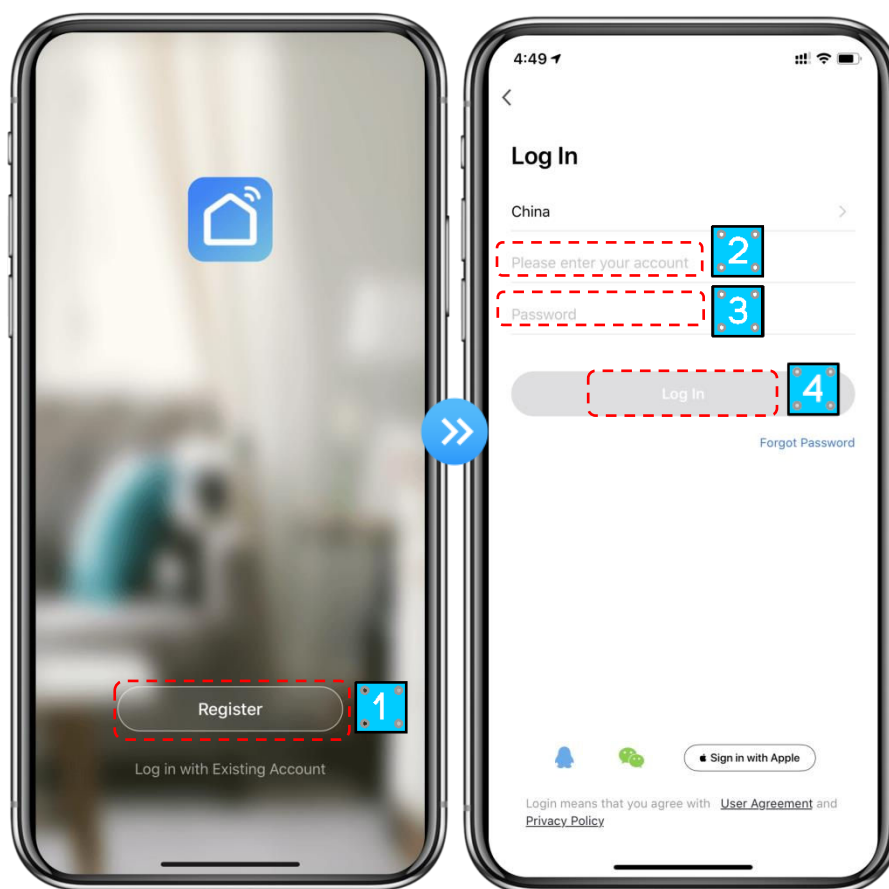 Register
1
Log in with Existing Account
4:49
Log In
China
Please enter your account
2
Password
3
Log In
4
Forgot Password
Sign in with Apple
Login means that you agree with User Agreement and
Privacy Policy